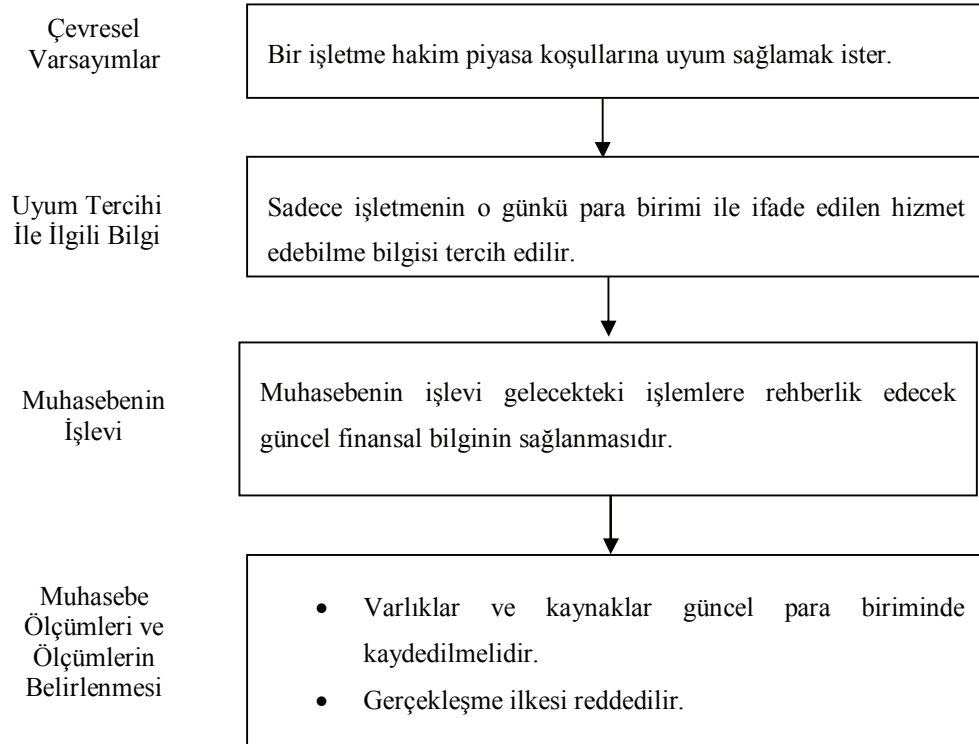 Çevresel
Varsayımlar
Bir işletme hakim piyasa koşullarına uyum sağlamak ister.
Uyum Tercihi
İle İlgili Bilgi
Sadece işletmenin o günkü para birimi ile ifade edilen hizmet
edebilme bilgisi tercih edilir.
Muhasebenin
İşlevi
Muhasebenin işlevi gelecekteki işlemlere rehberlik edecek
güncel finansal bilginin sağlanmasıdır.
Muhasebe
Ölçümleri ve
Ölçümlerin
Belirlenmesi
• Varlıklar ve kaynaklar güncel para biriminde
kaydedilmelidir.
• Gerçekleşme ilkesi reddedilir.